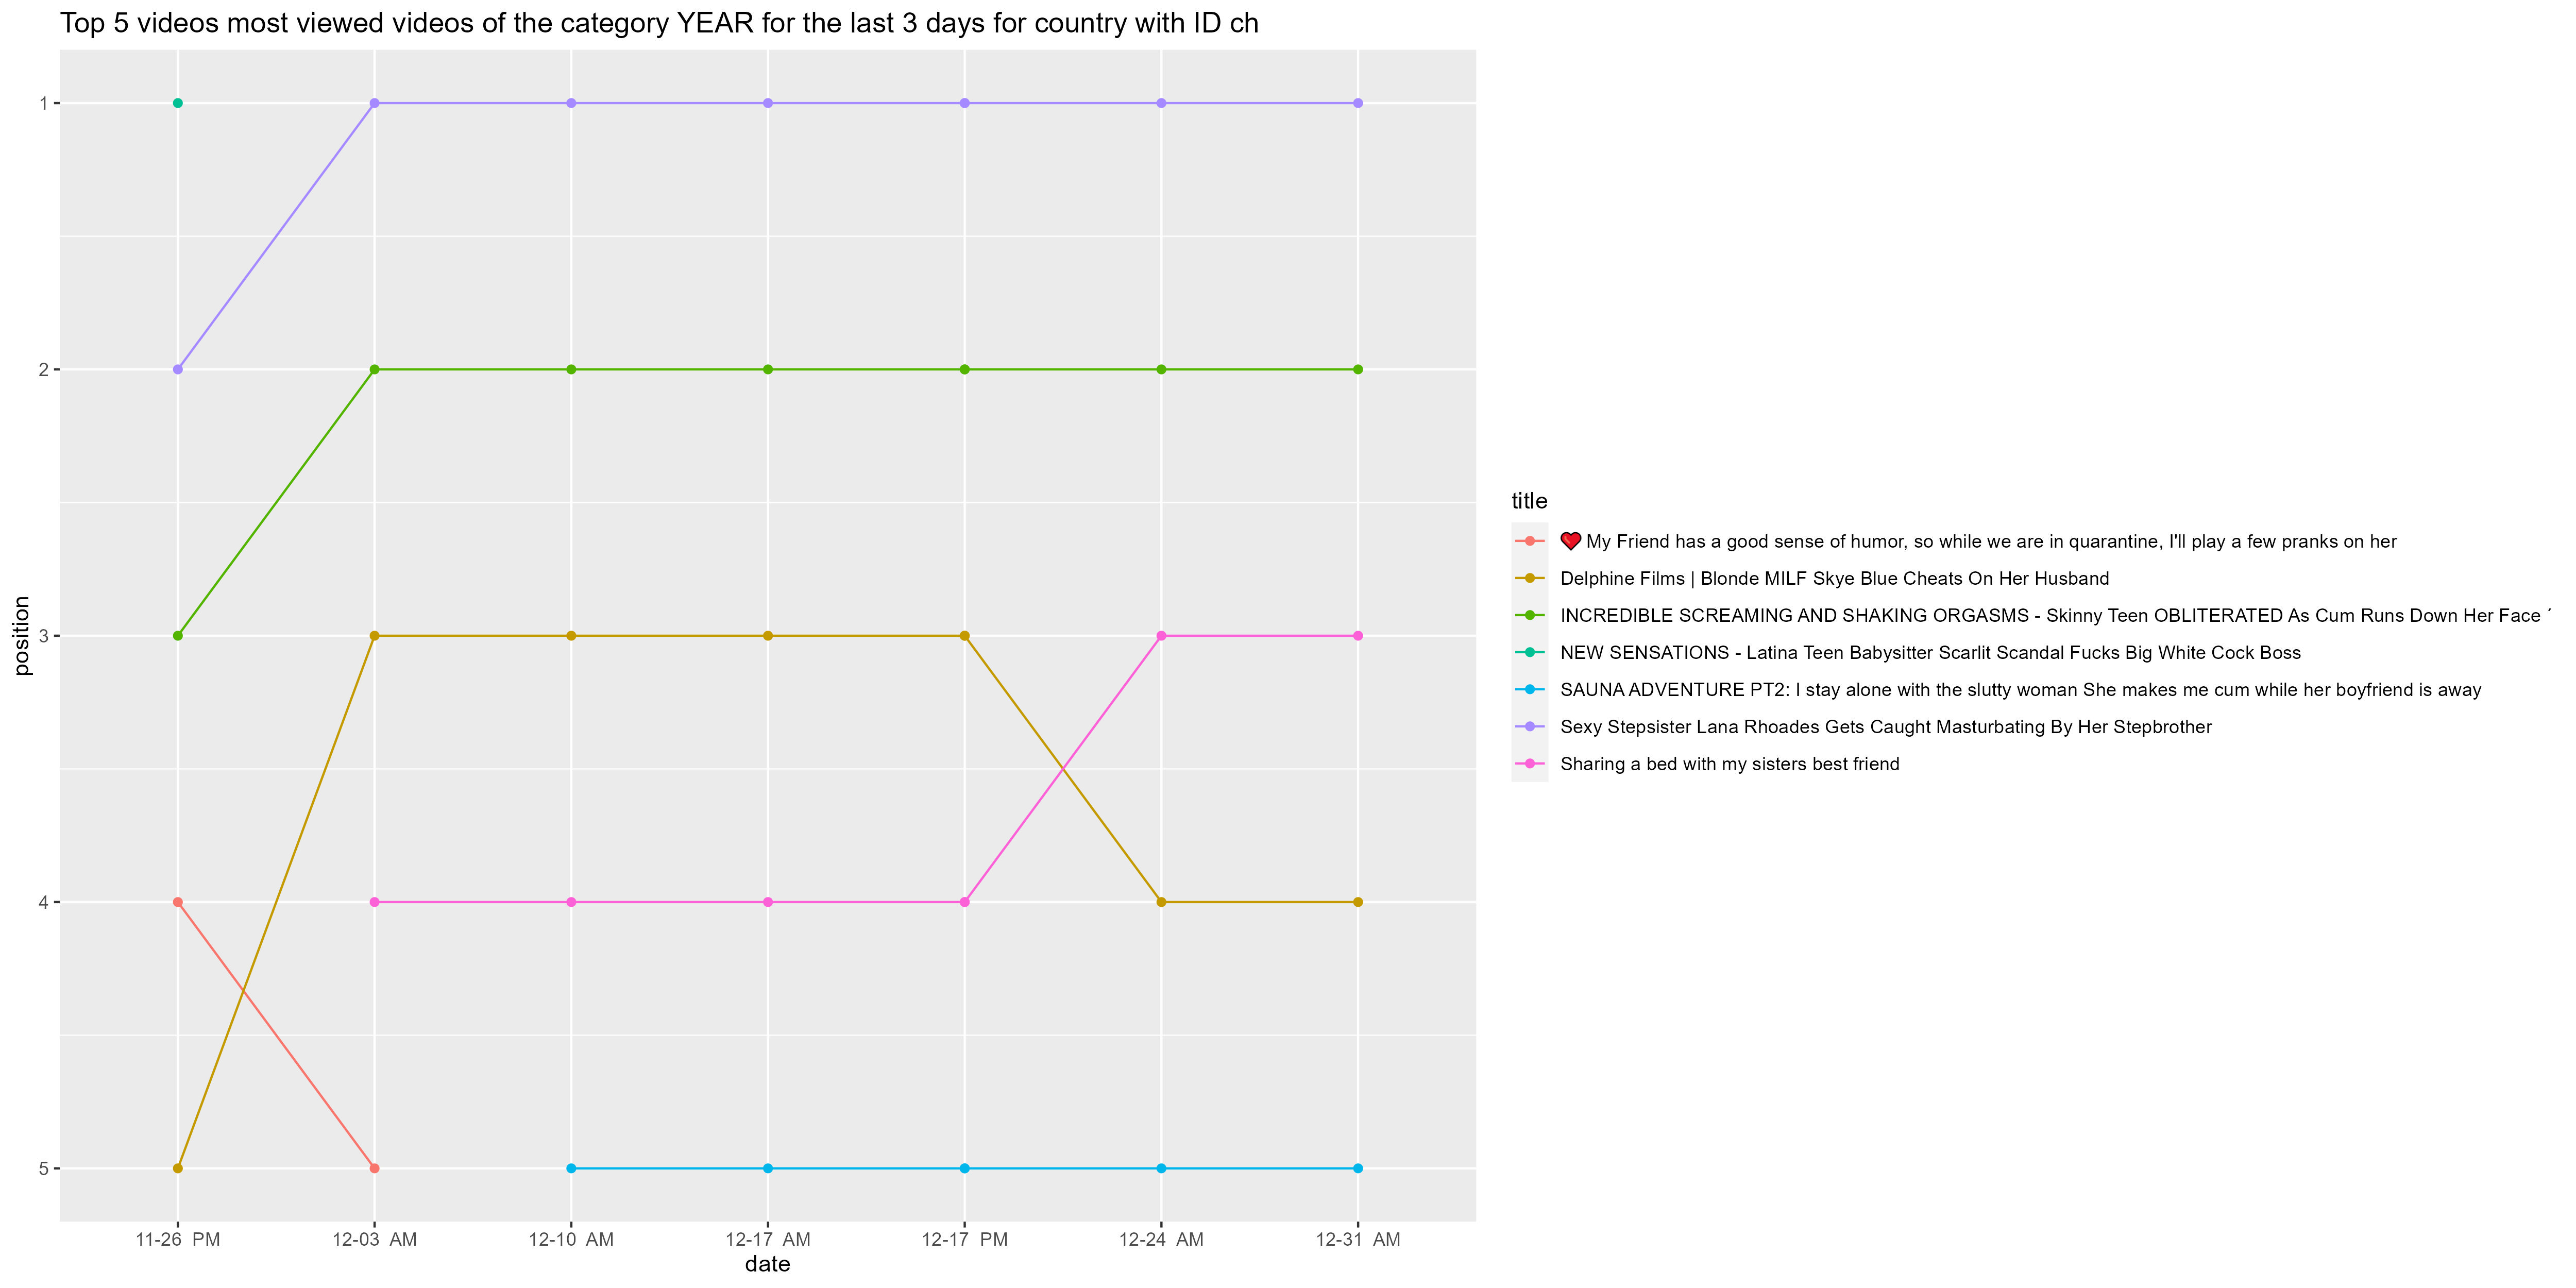 Top 5 videos most viewed videos of the category YEAR for the last 3 days for country with ID ch
position
1
2
3
4
5
11-26 PM
12-03 AM
12-10 AM
12-17 AM
12-17 PM
12-24 AM
12-31 AM
date
title
❤ My Friend has a good sense of humor, so while we are in quarantine, I'll play a few pranks on her
Delphine Films | Blonde MILF Skye Blue Cheats On Her Husband
INCREDIBLE SCREAMING AND SHAKING ORGASMS - Skinny Teen OBLITERATED As Cum Runs Down Her Face
NEW SENSATIONS - Latina Teen Babysitter Scarlit Scandal Fucks Big White Cock Boss
SAUNA ADVENTURE PT2: I stay alone with the slutty woman She makes me cum while her boyfriend is away
Sexy Stepsister Lana Rhoades Gets Caught Masturbating By Her Stepbrother
Sharing a bed with my sisters best friend